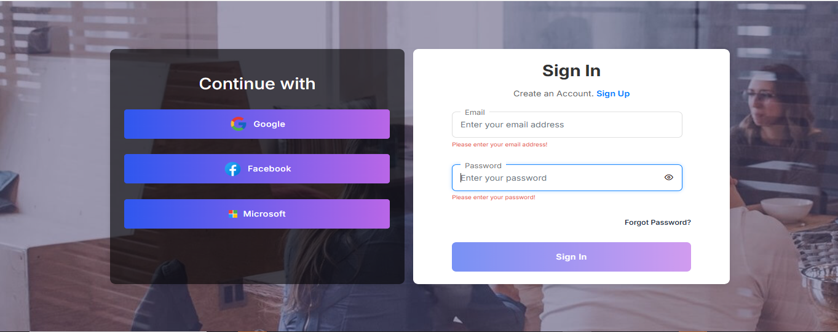 Continue with
Google
Facebook
Microsoft
Sign In
Create an Account. Sign Up
Email
Enter your email address
Please enter your email address!
Password
Enter your password
Please enter your password!
Forgot Password?
Sign In